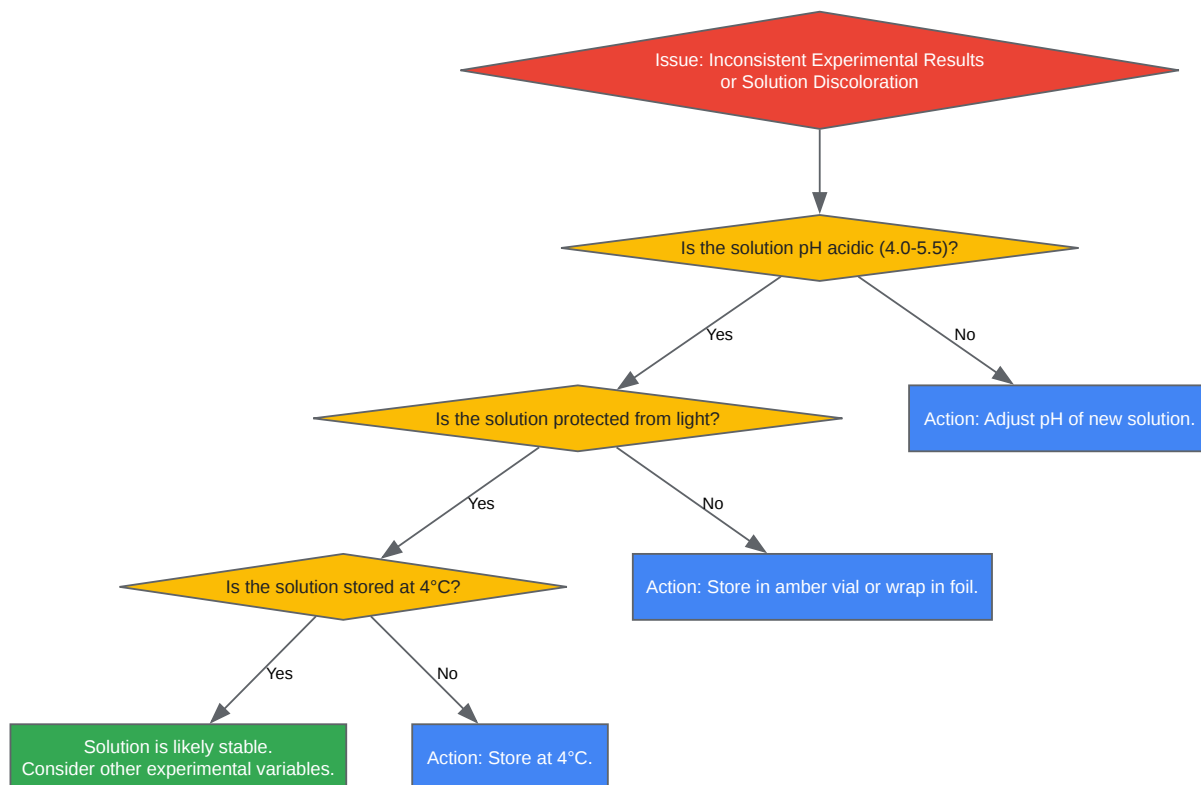 Issue: Inconsistent Experimental Results
or Solution Discoloration
Is the solution pH acidic (4.0-5.5)?
Yes
No
Is the solution protected from light?
Action: Adjust pH of new solution.
Yes
No
Is the solution stored at 4°C?
Action: Store in amber vial or wrap in foil.
Yes
No
Solution is likely stable.
Consider other experimental variables.
Action: Store at 4°C.